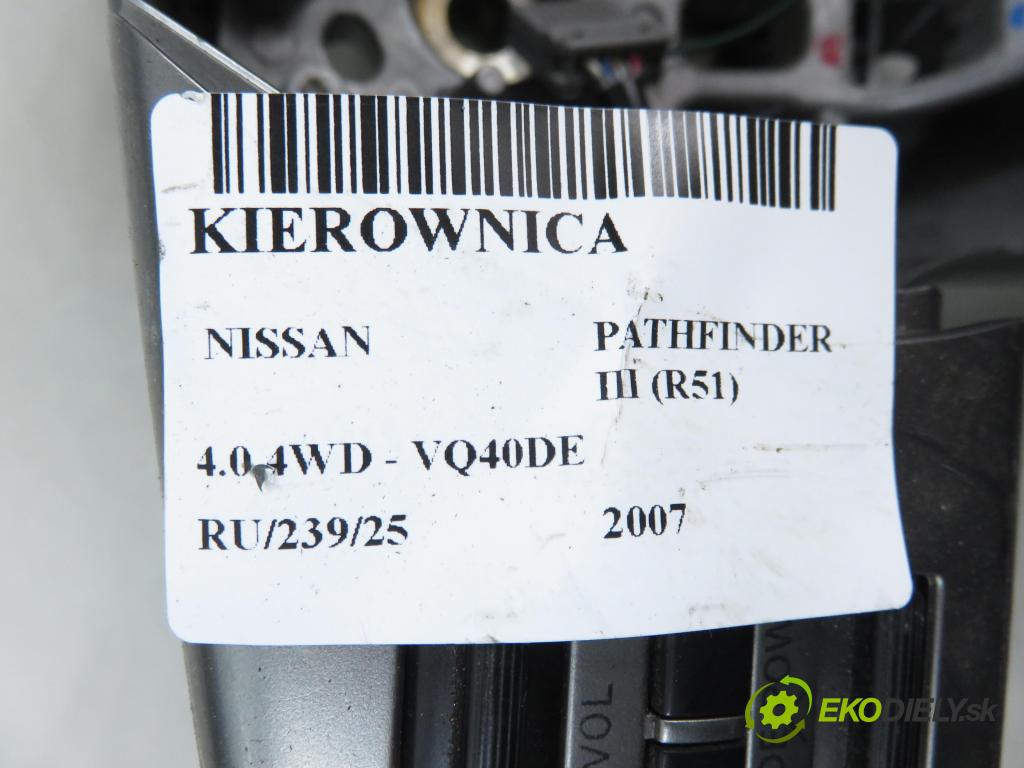 KIEROWNICA
NISSAN PATHFINDER
III (R51)
4.0 4WD - VQ40DE
RU/239/25 2007
VOL
EKODIELY.sk